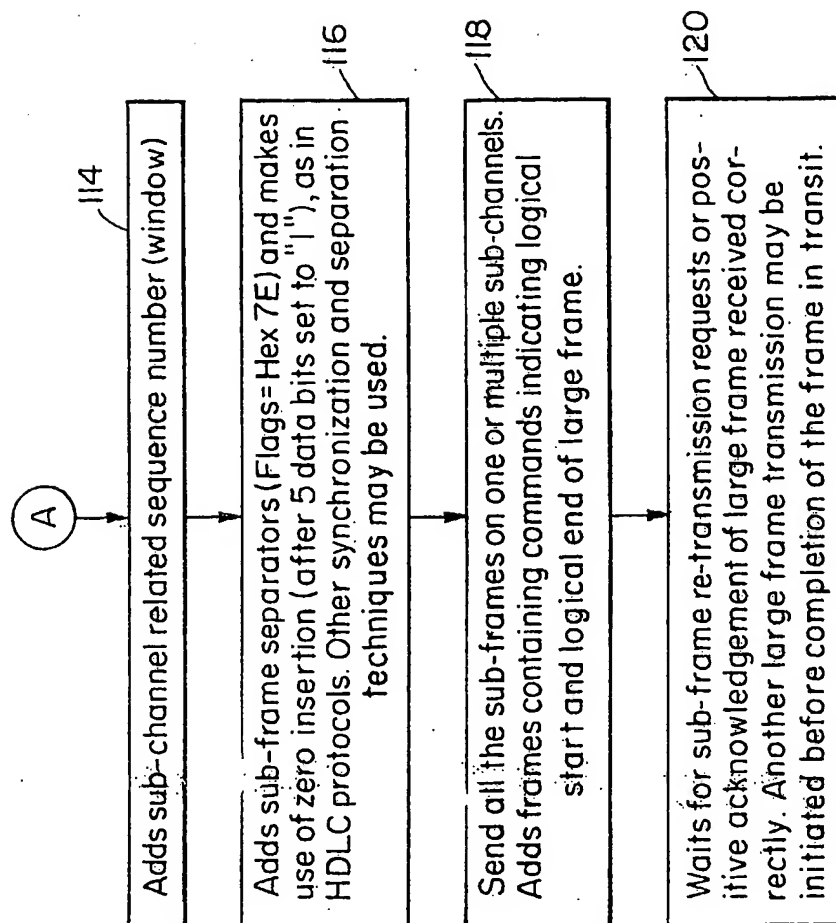 A
114
Adds sub-channel related sequence number (window)
116
Adds sub-frame separators (Flags=Hex 7E) and makes
use of zero insertion (after 5 data bits set to "1"), as in
HDLC protocols. Other synchronization and separation
techniques may be used.
118
Send all the sub-frames on one or multiple sub-channels.
Adds frames containing commands indicating logical
start and logical end of large frame.
120
Waits for sub-frame re-transmission requests or pos-
itive acknowledgement of large frame received cor-
rectly. Another large frame transmission may be
initiated before completion of the frame in transit.